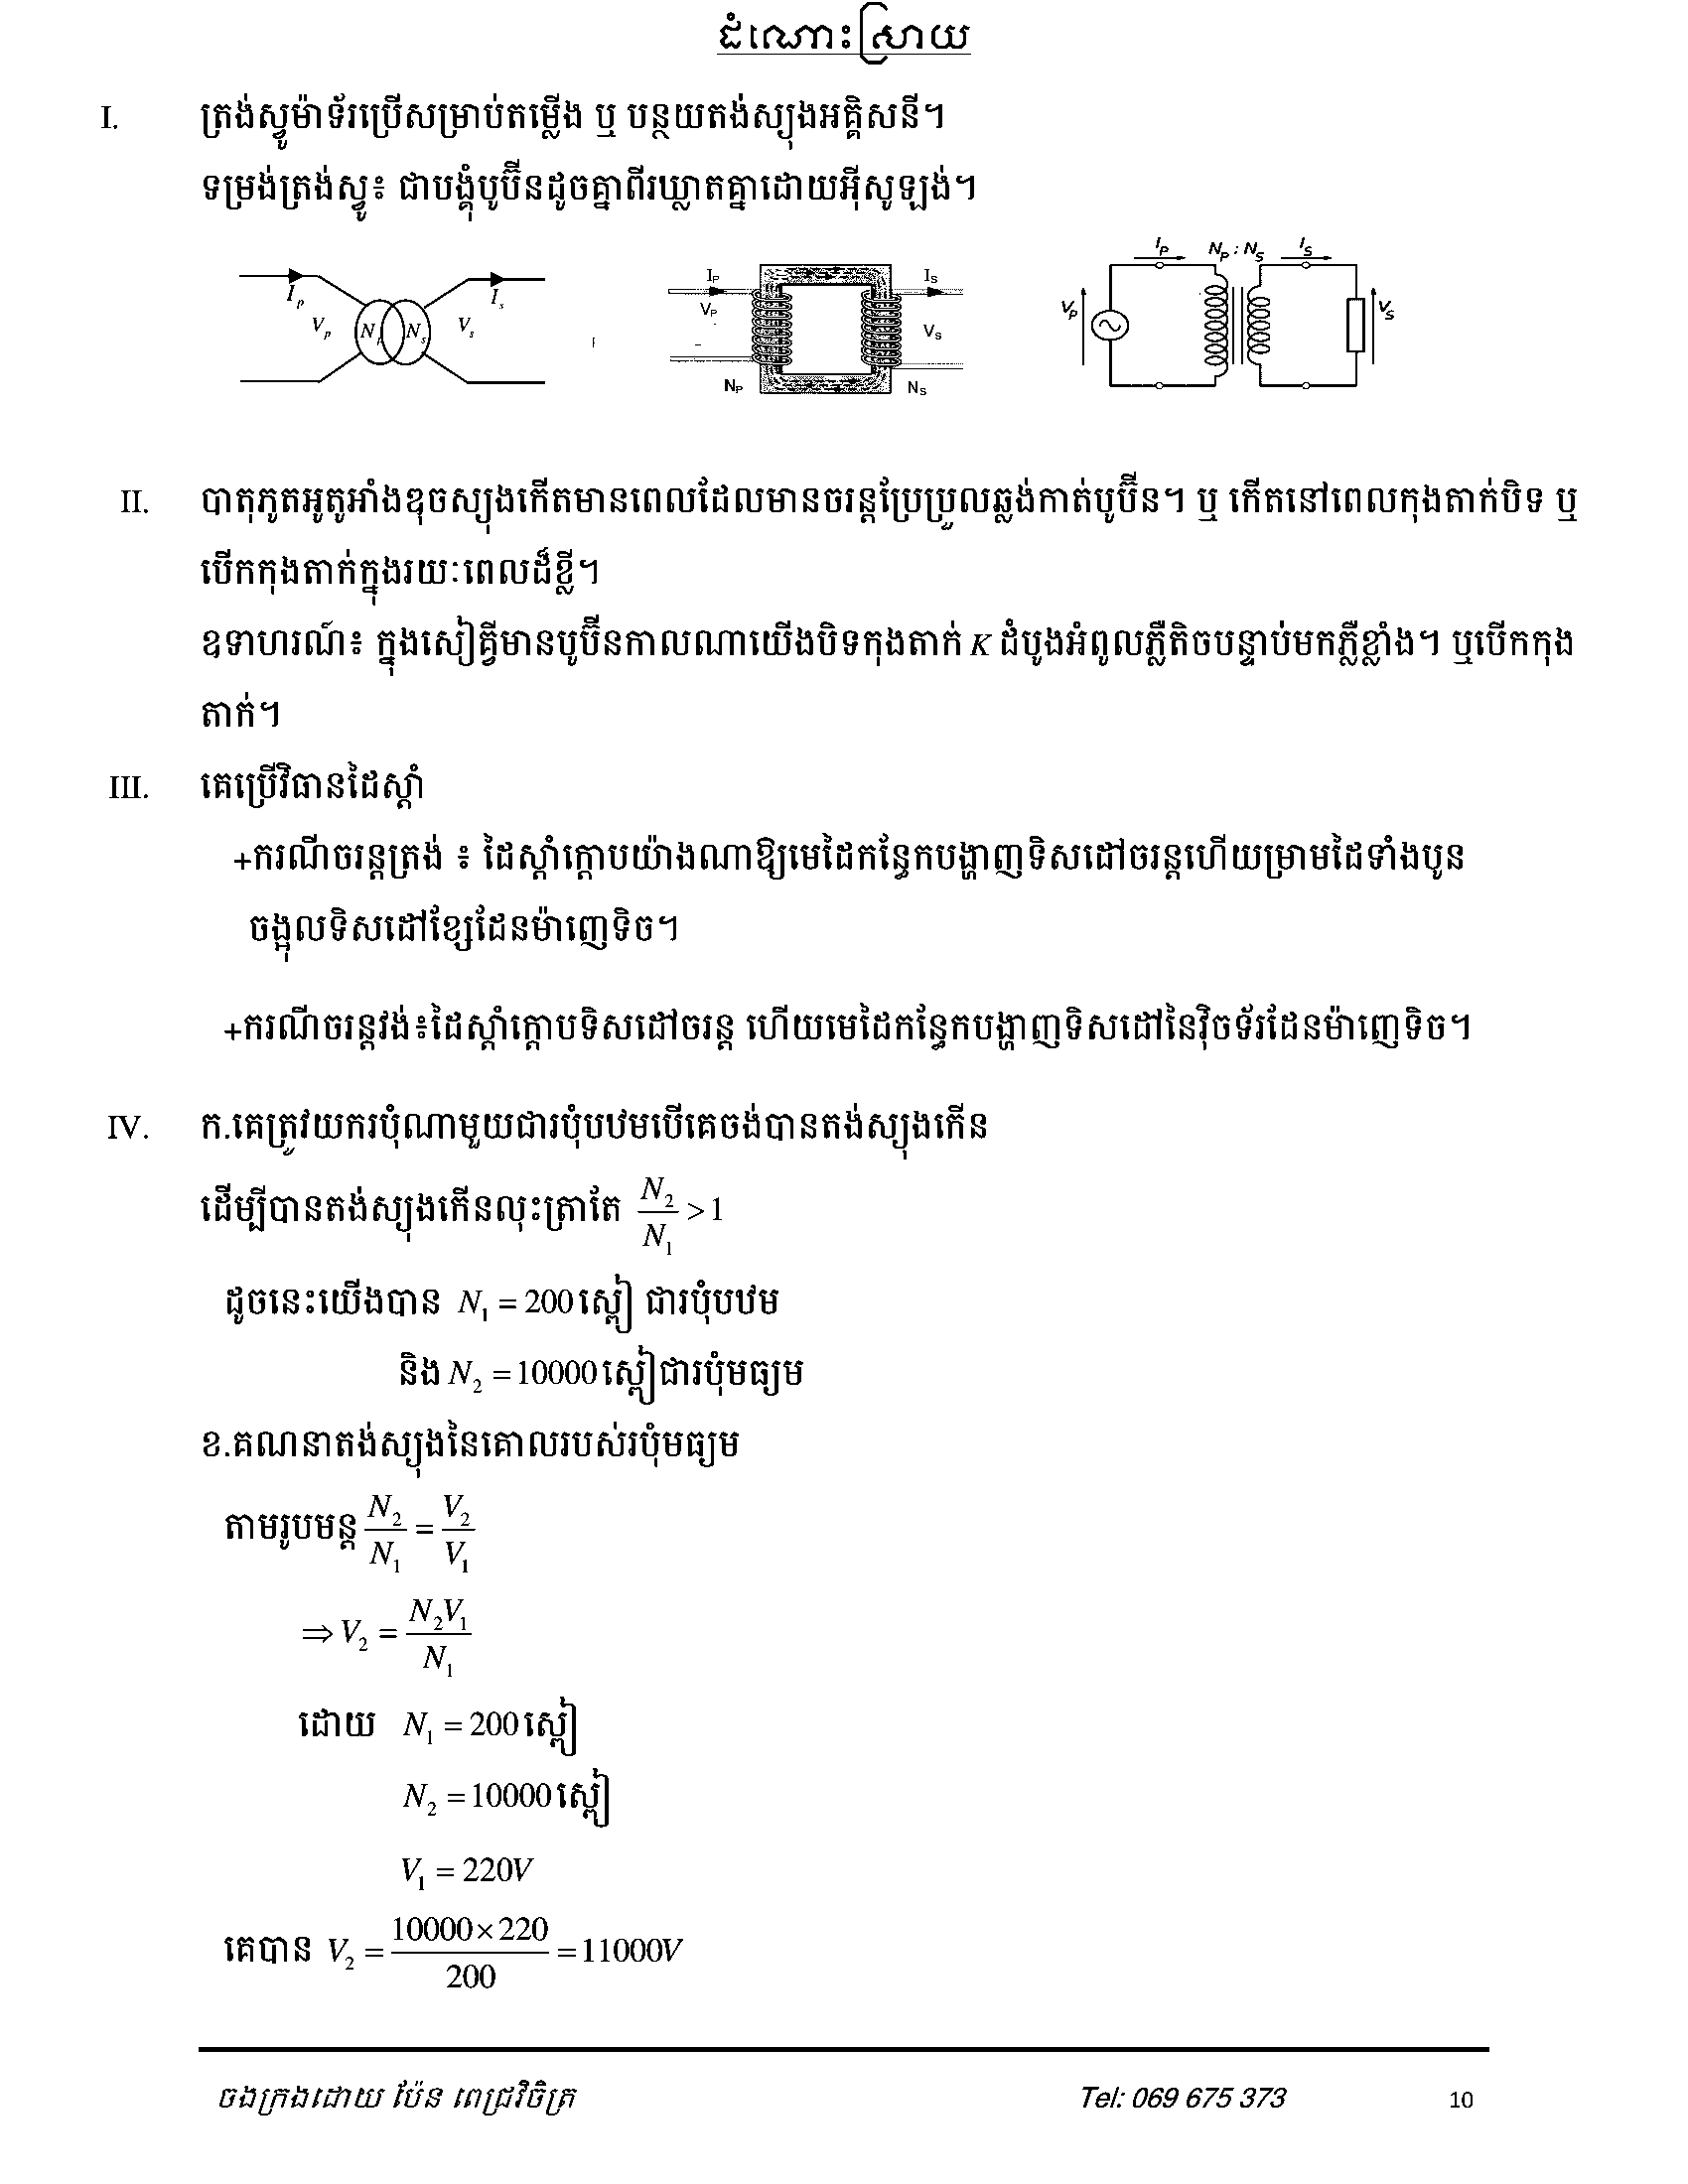 ដំណោះស្រាយ
I. ត្រង់ស្វូម៉ាទ័រប្រើសម្រាប់តម្លើង ឬ បន្ថយតង់ស្យុងអគ្គិសនី។
ទម្រង់ត្រង់ស្វូ៖ ជាបង្គុំបូប៊ីនដូចគ្នាពីរឃ្លាតគ្នាដោយអ៊ីសូឡង់។
I_p V_p N_p N_s V_s I_s
I_P V_P N_P I_S V_S N_S
I_P N_P : N_S I_S V_P V_S
II. បាតុភូតអូតូអាំងឌុចស្យុងកើតមានពេលដែលមានចរន្តប្រែប្រួលឆ្លង់កាត់បូប៊ីន។ ឬ កើតនៅពេលកុងតាក់បិទ ឬ
បើកកុងតាក់ក្នុងរយៈពេលដ៏ខ្លី។
ឧទាហរណ៍៖ ក្នុងសៀគ្វីមានបូប៊ីនកាលណាយើងបិទកុងតាក់ K ដំបូងអំពូលភ្លឺតិចបន្ទាប់មកភ្លឺខ្លាំង។ ឬបើកកុង
តាក់។
III. គេប្រើវិធានដៃស្តាំ
+ករណីចរន្តត្រង់ ៖ ដៃស្តាំក្តោបយ៉ាងណាឱ្យមេដៃកន្ធែកបង្ហាញទិសដៅចរន្តហើយម្រាមដៃទាំងបូន
ចង្អុលទិសដៅខ្សែដែនម៉ាញេទិច។
+ករណីចរន្តវង់៖ដៃស្តាំក្តោបទិសដៅចរន្ត ហើយមេដៃកន្ធែកបង្ហាញទិសដៅនៃវ៉ិចទ័រដែនម៉ាញេទិច។
IV. ក.គេត្រូវយករបុំណាមួយជារបុំបឋមបើគេចង់បានតង់ស្យុងកើន
ដើម្បីបានតង់ស្យុងកើនលុះត្រាតែ N₂/N₁ > 1
ដូចនេះយើងបាន N₁ = 200 ស្ពៀ ជារបុំបឋម
និង N₂ = 10000 ស្ពៀជារបុំមធ្យម
ខ.គណនាតង់ស្យុងនៃគោលរបស់របុំមធ្យម
តាមរូបមន្ត N₂/N₁ = V₂/V₁
⇒ V₂ = N₂V₁/N₁
ដោយ N₁ = 200 ស្ពៀ
N₂ = 10000 ស្ពៀ
V₁ = 220V
គេបាន V₂ = 10000×220/200 = 11000V
ចងក្រងដោយ ប៉ែន ពេជ្រវិចិត្រ Tel: 069 675 373 10